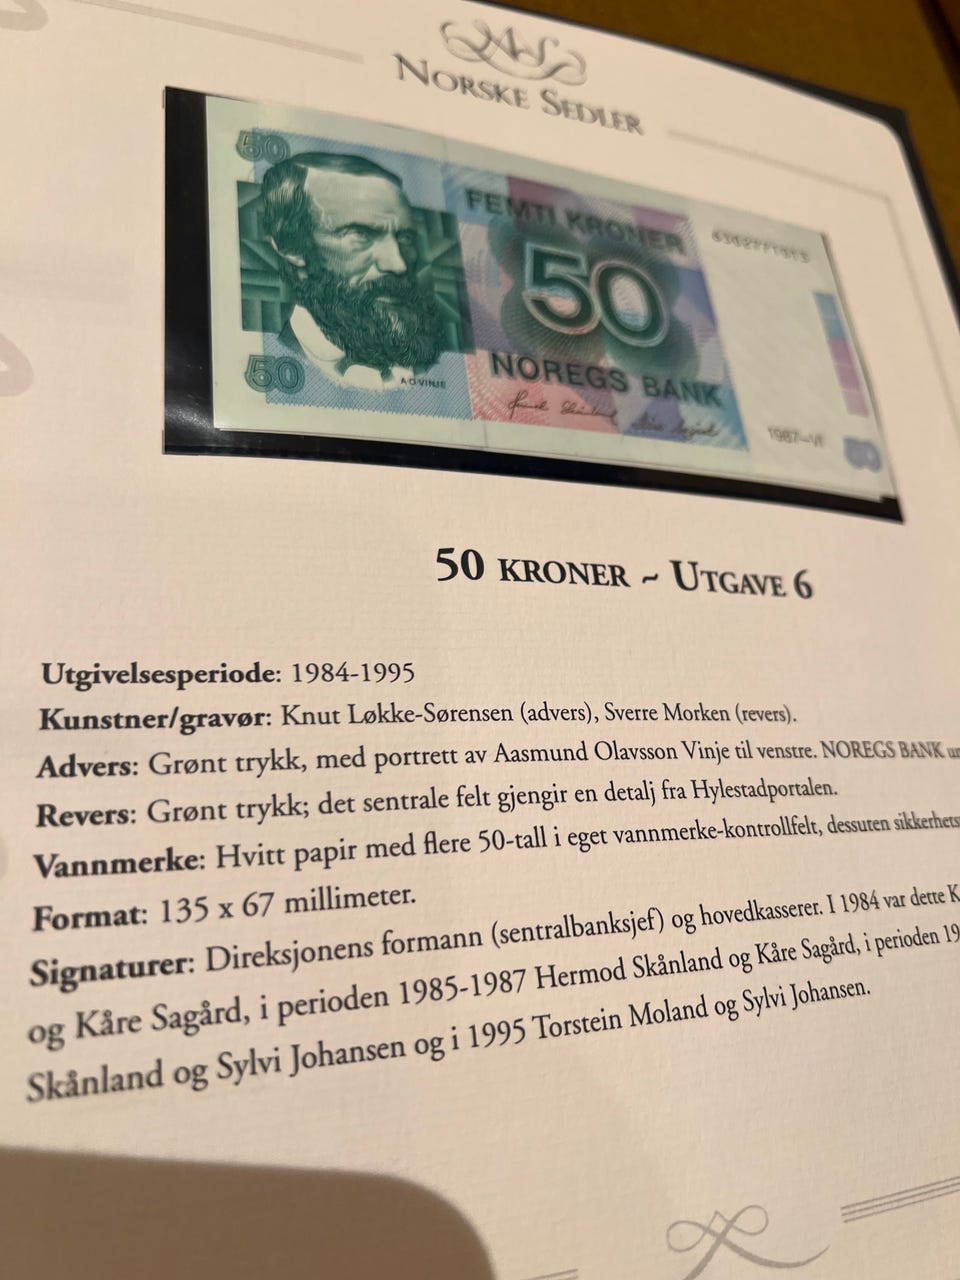 NORSKE SEDLER
50
FEMTI KRONER
50
NOREGS BANK
50
A O VINJE
1987
50
50 KRONER ~ UTGAVE 6
Utgivelsesperiode: 1984-1995
Kunstner/gravør: Knut Løkke-Sørensen (advers), Sverre Morken (revers).
Advers: Grønt trykk, med portrett av Aasmund Olavsson Vinje til venstre. NOREGS BANK
Revers: Grønt trykk; det sentrale felt gjengir en detalj fra Hylestadportalen.
Vannmerke: Hvitt papir med flere 50-tall i eget vannmerke-kontrollfelt, dessuten sikkerhets
Format: 135 x 67 millimeter.
Signaturer: Direksjonens formann (sentralbanksjef) og hovedkasserer. I 1984 var dette K
og Kåre Sagård, i perioden 1985-1987 Hermod Skånland og Kåre Sagård, i perioden 19
Skånland og Sylvi Johansen og i 1995 Torstein Moland og Sylvi Johansen.